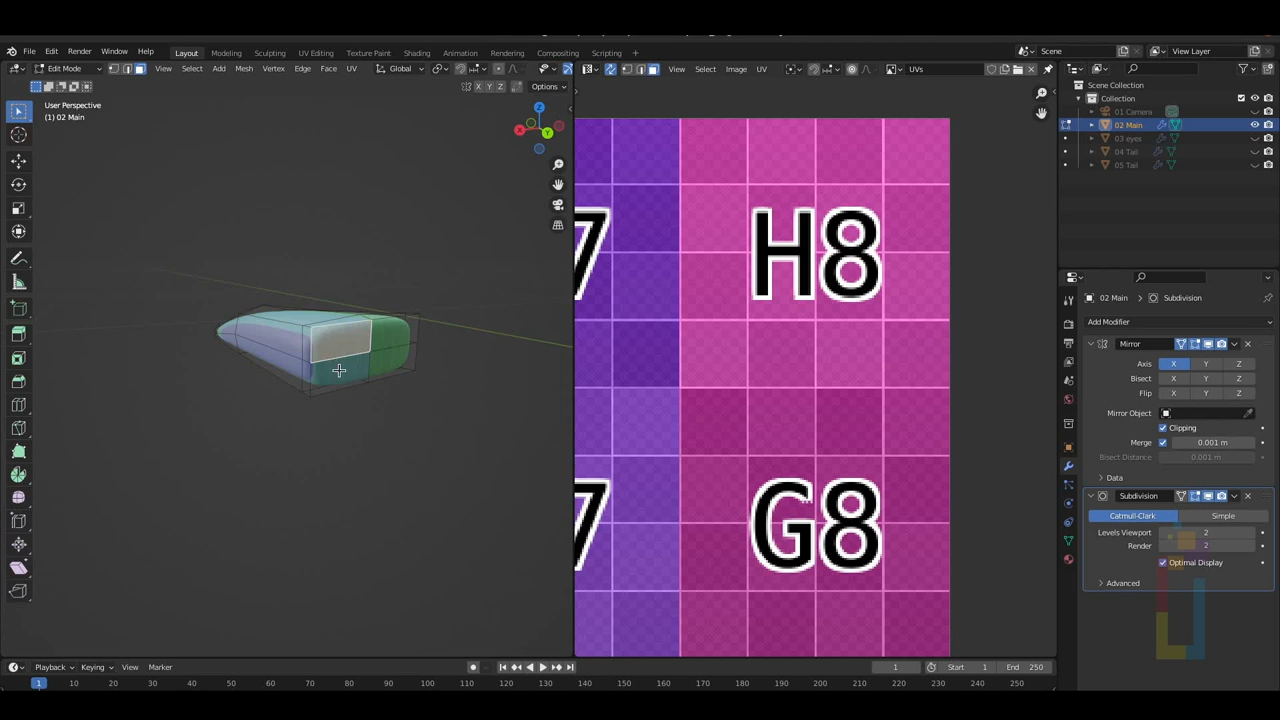 File Edit Render Window Help
Layout Modeling Sculpting UV Editing Texture Paint Shading Animation Rendering Compositing Scripting +
Scene
View Layer
Edit Mode
View Select Add Mesh Vertex Edge Face UV
Global
View Select Image UV
UVs
X Y Z
Options
User Perspective
(1) 02 Main
Z
X
Y
Scene Collection
Collection
01 Camera
02 Main
03 eyes
04 Tail
05 Tail
7
H8
7
G8
02 Main
Subdivision
Add Modifier
Mirror
Axis X Y Z
Bisect X Y Z
Flip X Y Z
Mirror Object
Clipping
Merge 0.001 m
Bisect Distance 0.001 m
Data
Subdivision
Catmull-Clark Simple
Levels Viewport 2
Render 2
Optimal Display
Advanced
Playback Keying View Marker
1
Start 1
End 250
1 10 20 30 40 50 60 70 80 90 100 110 120 130 140 150 160 170 180 190 200 210 220 230 240 250